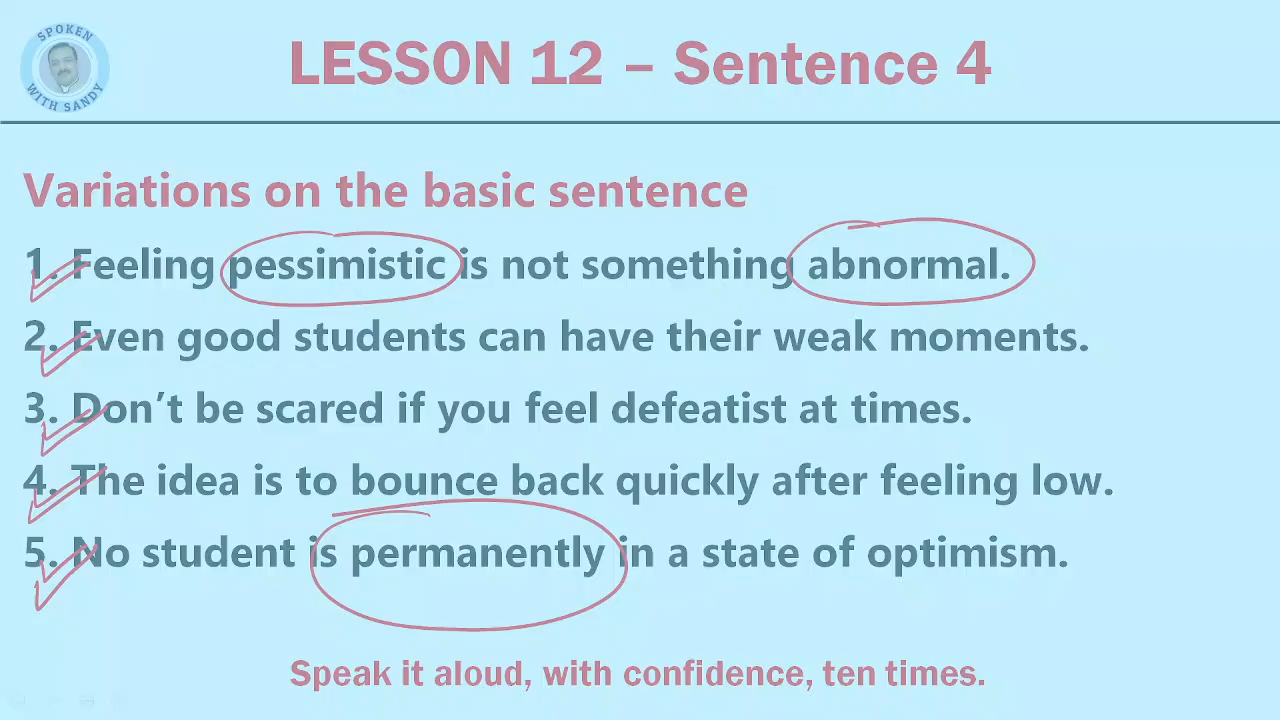 SPOKEN
WITH SANDY
LESSON 12 – Sentence 4
Variations on the basic sentence
1. Feeling pessimistic is not something abnormal.
2. Even good students can have their weak moments.
3. Don’t be scared if you feel defeatist at times.
4. The idea is to bounce back quickly after feeling low.
5. No student is permanently in a state of optimism.
Speak it aloud, with confidence, ten times.